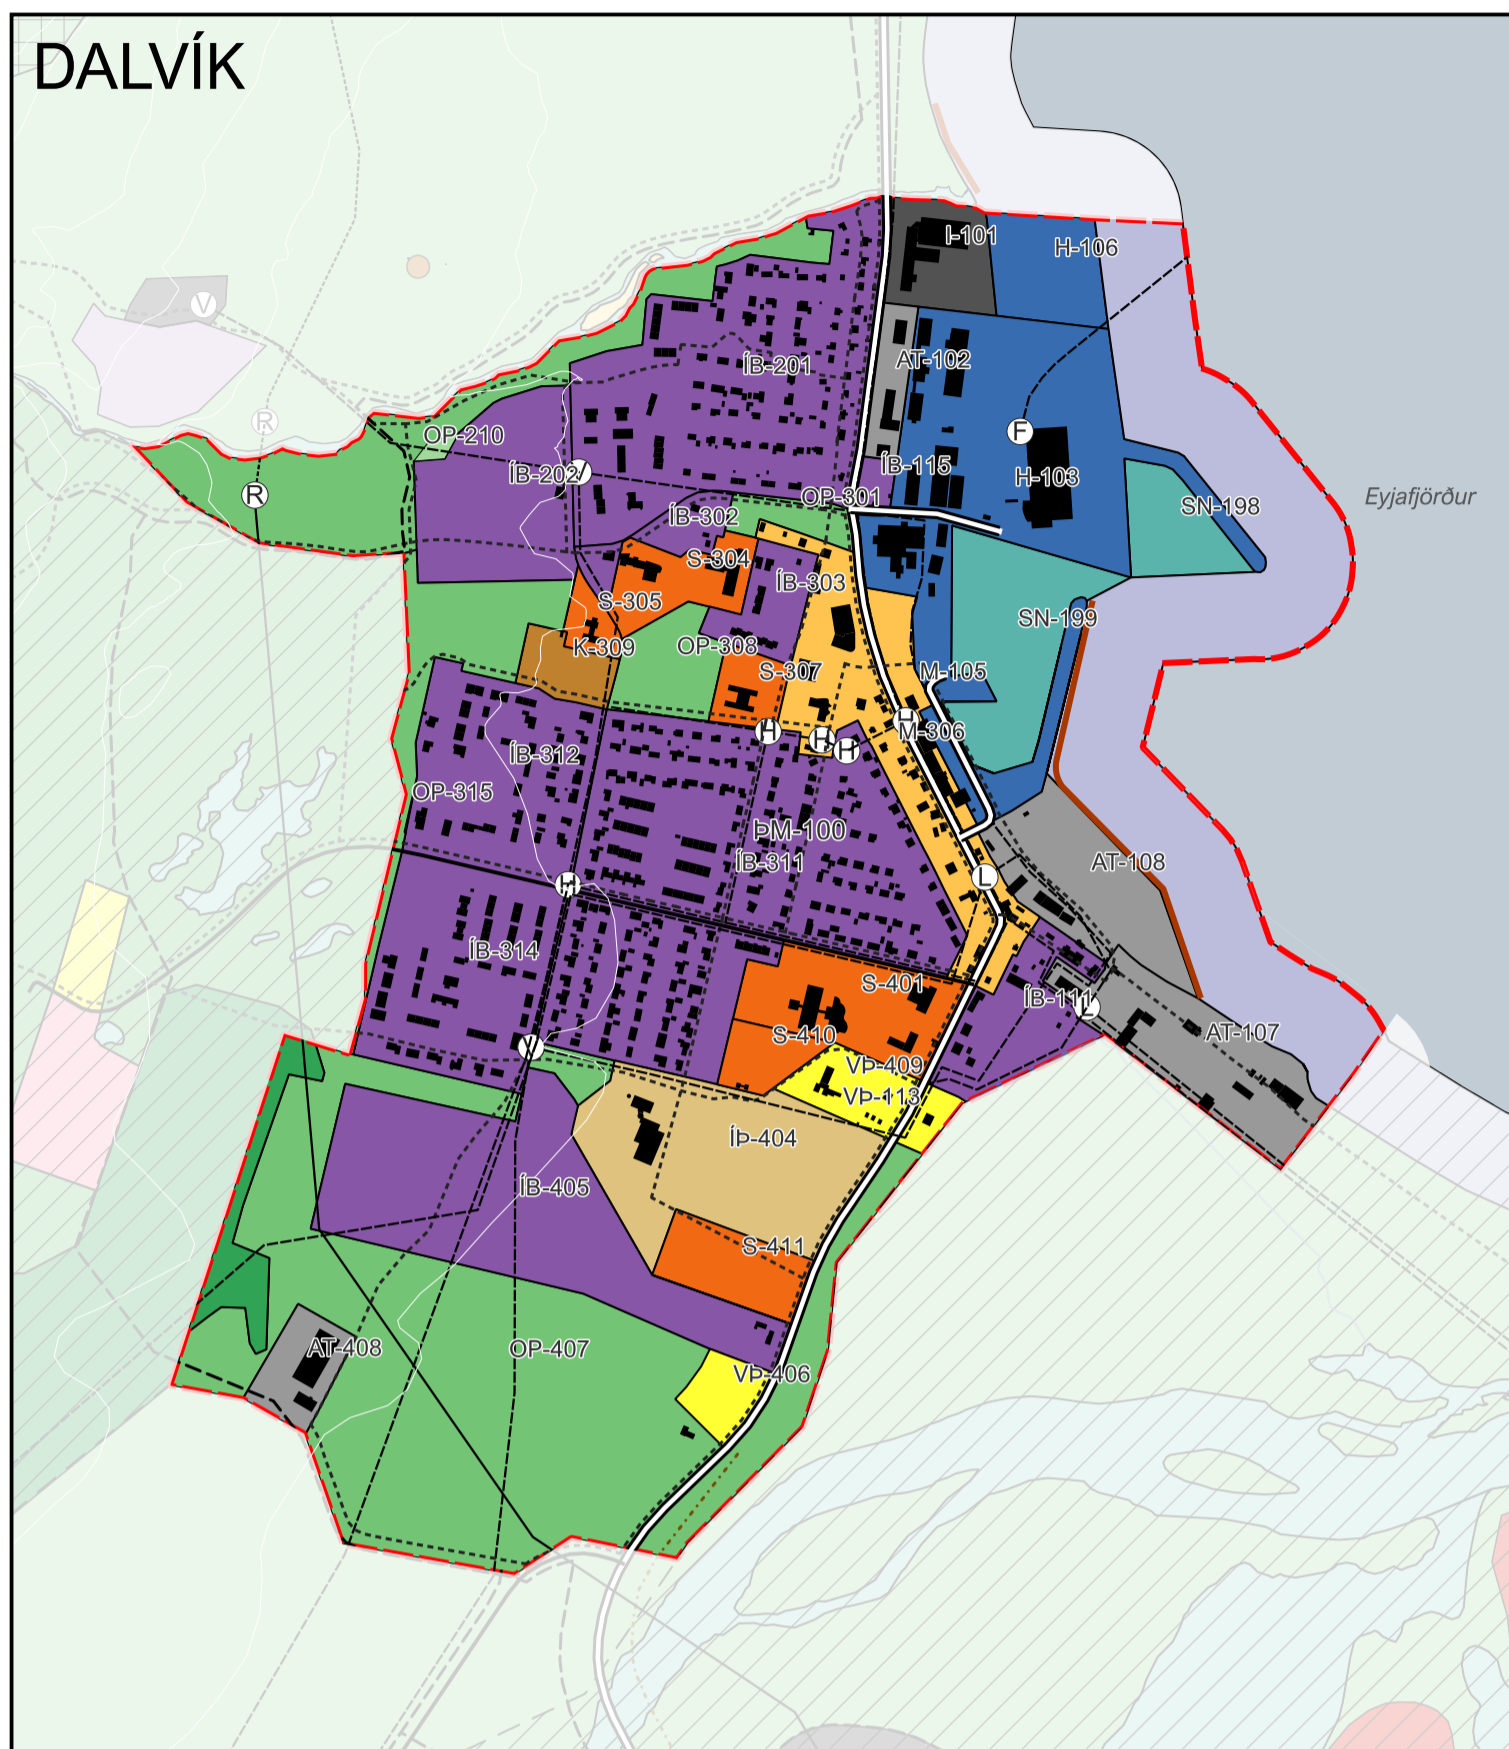 DALVÍK
I-101
H-106
V
AT-102
ÍB-201
R
F
OP-210
ÍB-202
V
ÍB-115
H-103
R
OP-301
SN-198
Eyjafjörður
ÍB-302
S-304
ÍB-303
S-305
SN-199
K-309
OP-308
S-307
M-105
H
H
H
H
M-306
ÍB-312
OP-315
ÞM-100
ÍB-311
AT-108
L
H
ÍB-314
S-401
ÍB-111
L
S-410
AT-107
V
VÞ-409
VÞ-113
ÍÞ-404
ÍB-405
S-411
AT-408
OP-407
VÞ-406